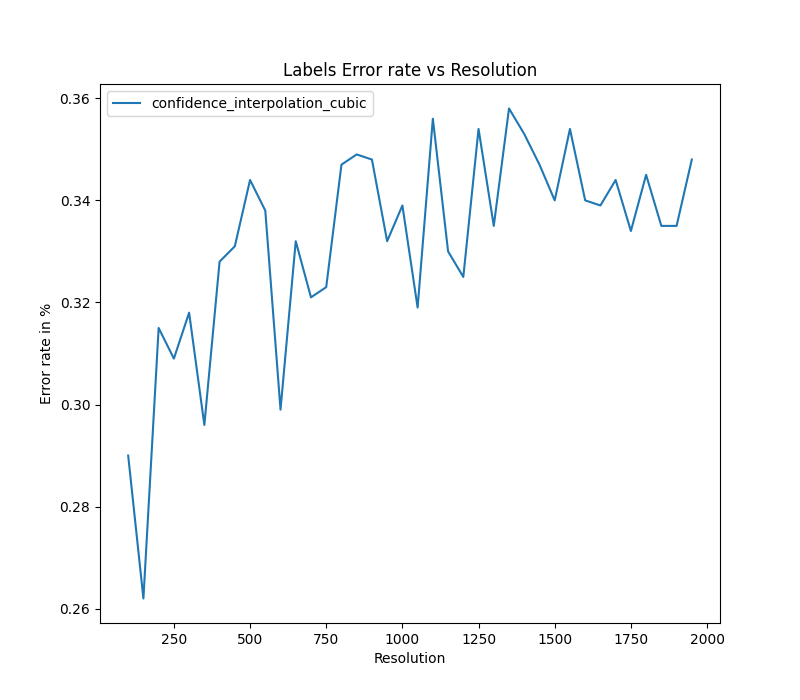 Labels Error rate vs Resolution
confidence_interpolation_cubic
Error rate in %
0.36
0.34
0.32
0.30
0.28
0.26
250 500 750 1000 1250 1500 1750 2000
Resolution